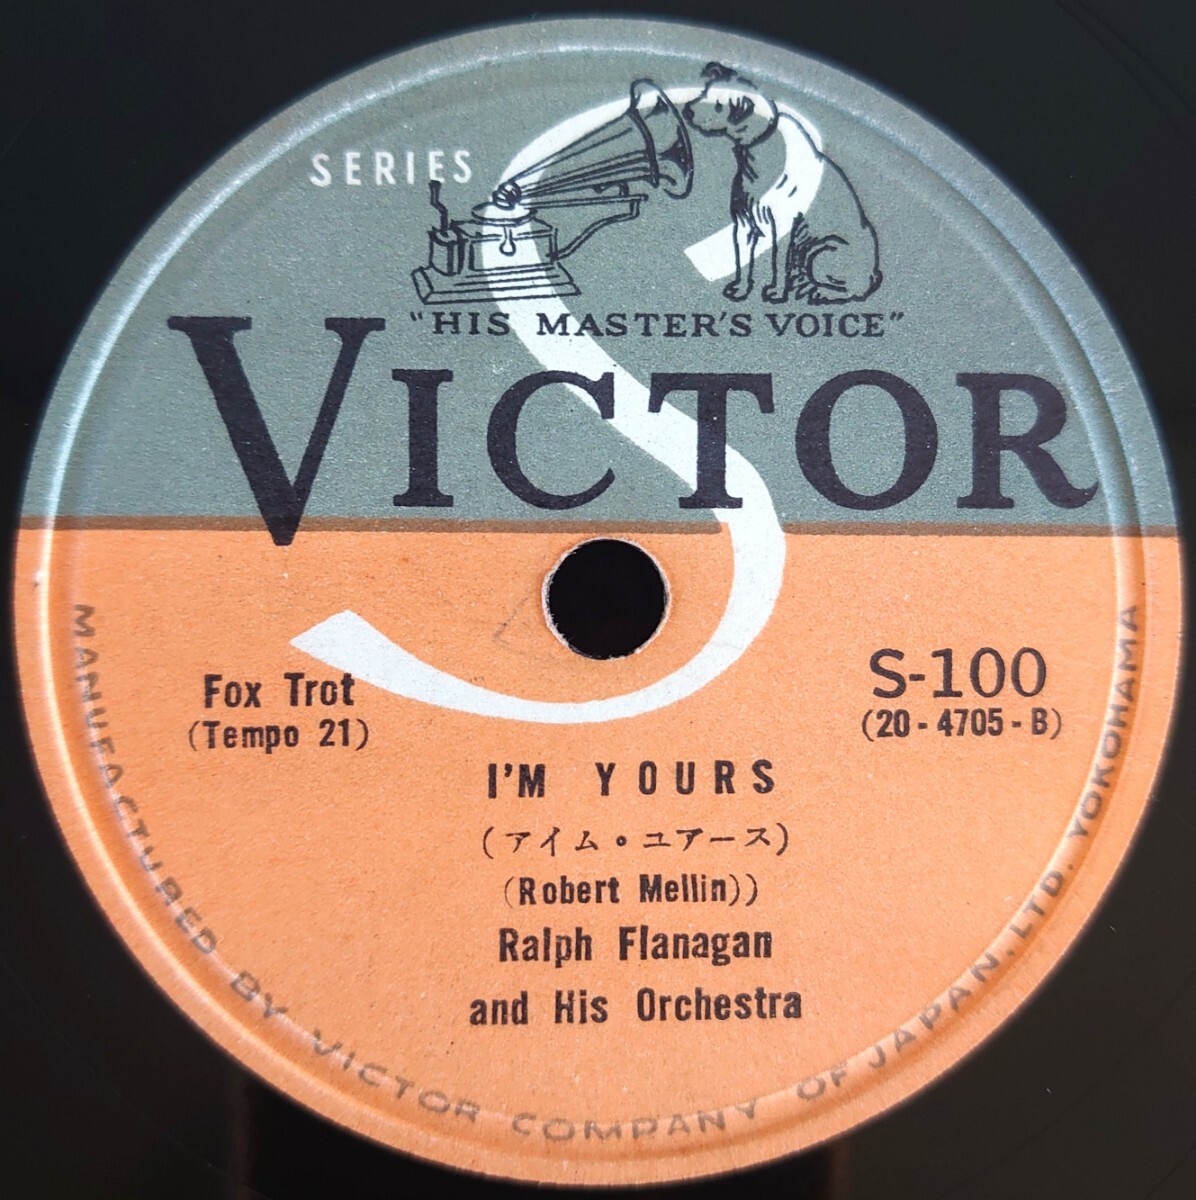 SERIES
S
"HIS MASTER'S VOICE"
VICTOR
Fox Trot
(Tempo 21)
S-100
(20-4705-B)
I'M YOURS
(アイム・ユアース)
(Robert Mellin))
Ralph Flanagan
and His Orchestra
MANUFACTURED BY VICTOR COMPANY OF JAPAN, LTD. YOKOHAMA